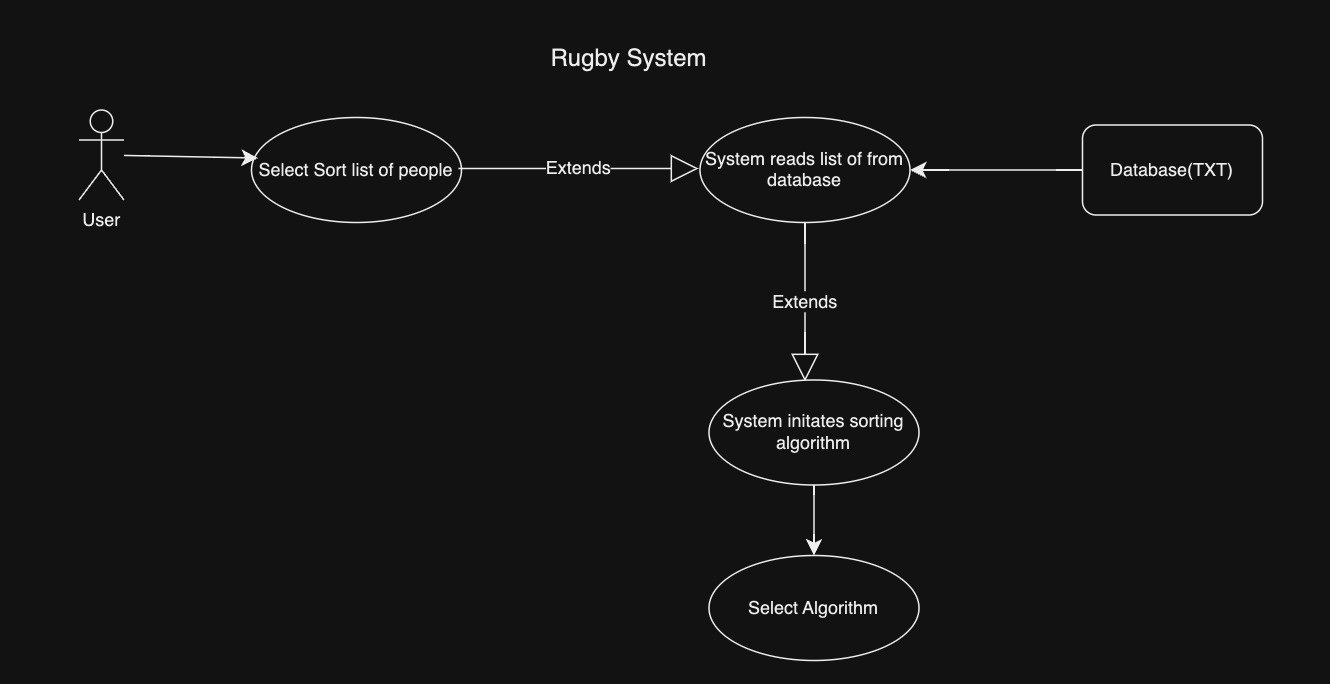 Rugby System
User
Select Sort list of people
Extends
System reads list of from
database
Database(TXT)
Extends
System initates sorting
algorithm
Select Algorithm